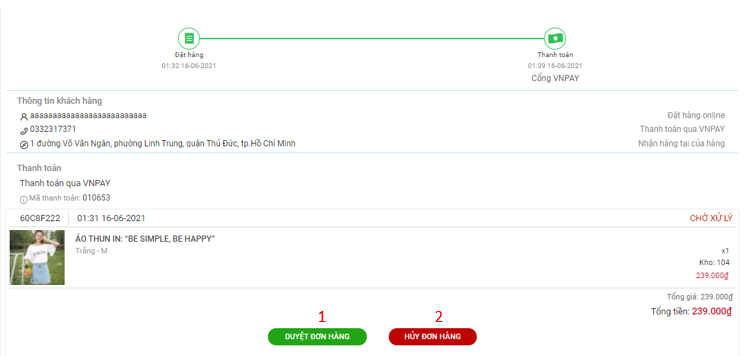 Đặt hàng
01:32 16-06-2021
Thanh toán
01:39 16-06-2021
Cổng VNPAY
Thông tin khách hàng
aaaaaaaaaaaaaaaaaaaaaaaaaa
Đặt hàng online
0332317371
Thanh toán qua VNPAY
1 đường Võ Văn Ngân, phường Linh Trung, quận Thủ Đức, tp.Hồ Chí Minh
Nhận hàng tại của hàng
Thanh toán
Thanh toán qua VNPAY
Mã thanh toán: 010653
60C8F222 01:31 16-06-2021 CHỜ XỬ LÝ
ÁO THUN IN: "BE SIMPLE, BE HAPPY"
Trắng - M
x1
Kho: 104
239.000₫
Tổng giá: 239.000₫
Tổng tiền: 239.000₫
1 2
DUYỆT ĐƠN HÀNG HỦY ĐƠN HÀNG